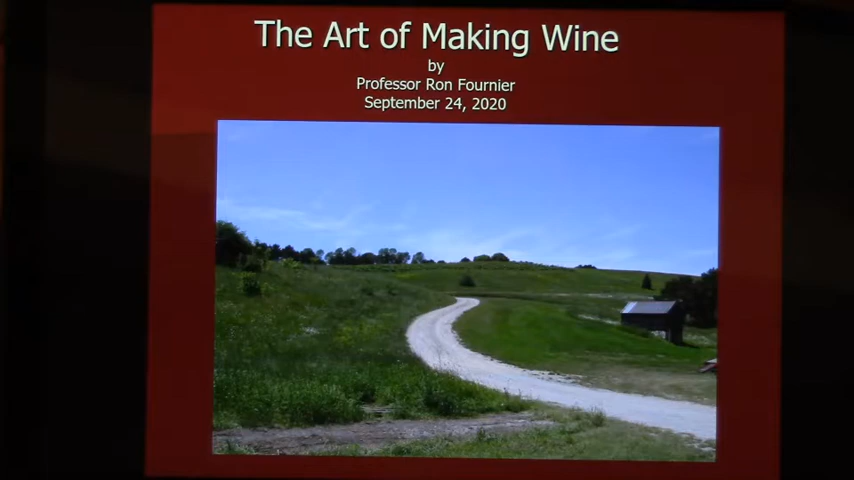 The Art of Making Wine
by
Professor Ron Fournier
September 24, 2020